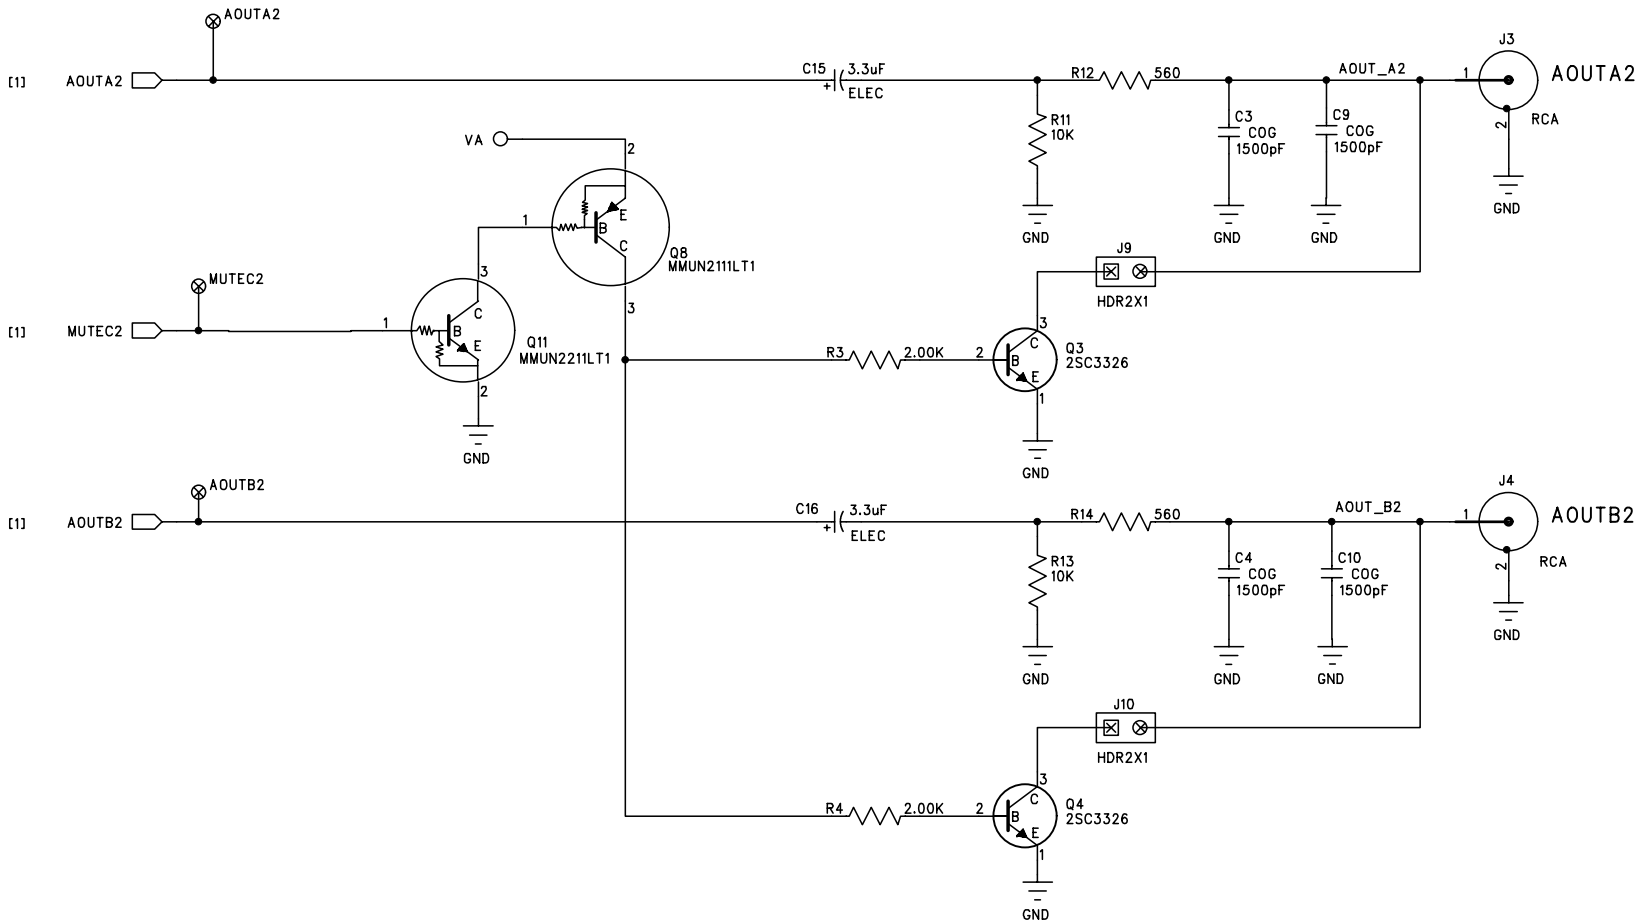 AOUTA2
[1] AOUTA2
C15 3.3uF
+ ELEC
R12 560
AOUT_A2
J3
1
AOUTA2
2
RCA
GND
R11
10K
GND
C3
COG
1500pF
GND
C9
COG
1500pF
GND
VA
2
1
B
E
C
Q8
MMUN2111LT1
3
J9
HDR2X1
MUTEC2
[1] MUTEC2
1
3
C
B
E
Q11
MMUN2211LT1
2
GND
R3 2.00K
2
3
C
B
E
Q3
2SC3326
1
GND
AOUTB2
[1] AOUTB2
C16 3.3uF
+ ELEC
R14 560
AOUT_B2
J4
1
AOUTB2
2
RCA
GND
R13
10K
GND
C4
COG
1500pF
GND
C10
COG
1500pF
GND
J10
HDR2X1
R4 2.00K
2
3
C
B
E
Q4
2SC3326
1
GND